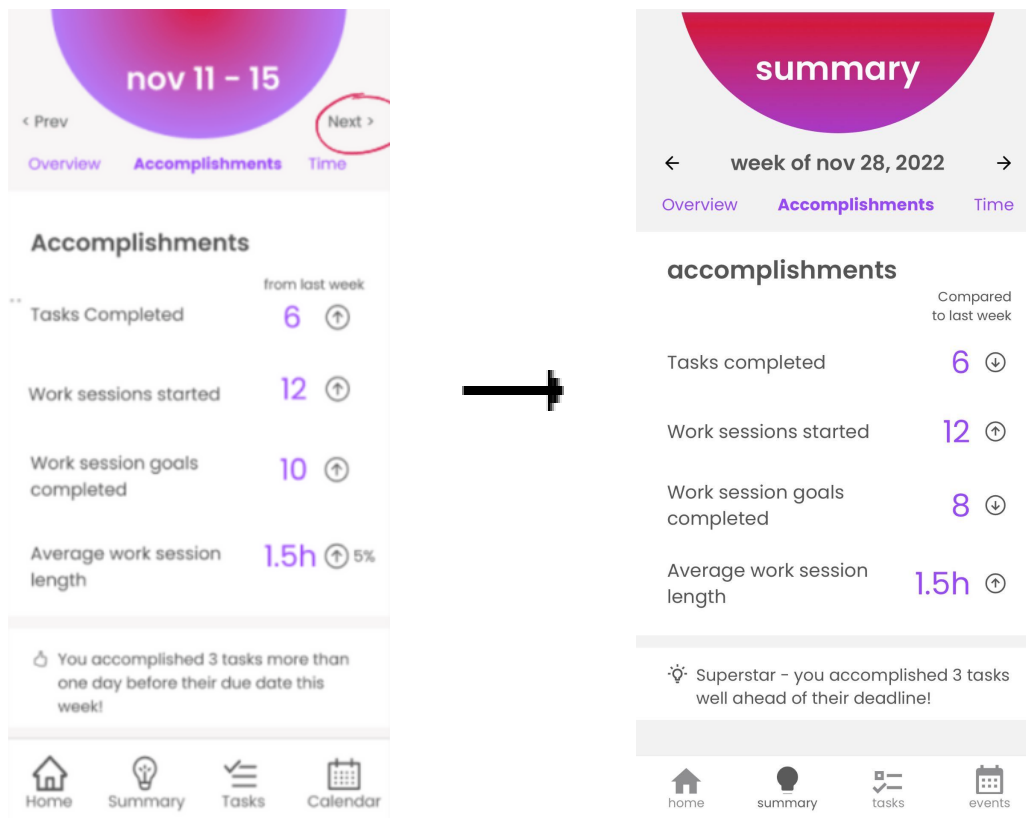 nov 11 - 15
< Prev
Next >
Overview Accomplishments Time
Accomplishments
from last week
Tasks Completed 6
Work sessions started 12
Work session goals
completed
10
Average work session
length
1.5h 5%
You accomplished 3 tasks more than
one day before their due date this
week!
Home Summary Tasks Calendar
summary
week of nov 28, 2022
Overview Accomplishments Time
accomplishments
Compared
to last week
Tasks completed 6
Work sessions started 12
Work session goals
completed
8
Average work session
length
1.5h
Superstar - you accomplished 3 tasks
well ahead of their deadline!
home summary tasks events